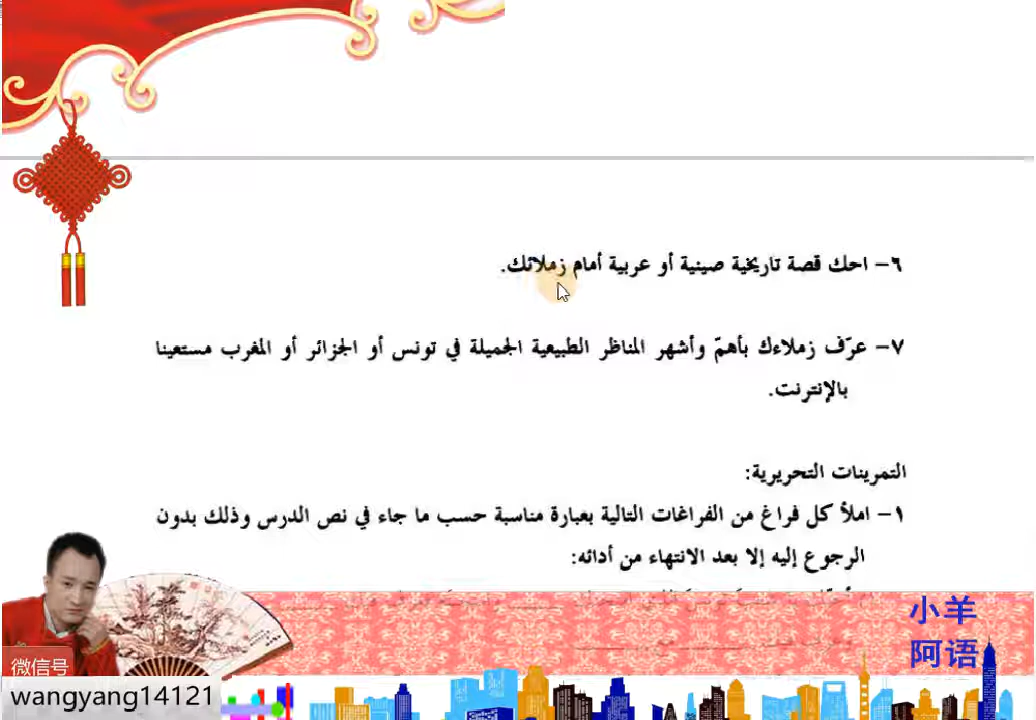 ٦- احك قصة تاريخية صينية أو عربية أمام زملائك.
٧- عرّف زملاءك بأهمّ وأشهر المناظر الطبيعية الجميلة في تونس أو الجزائر أو المغرب مستعينا
بالإنترنت.
التمرينات التحريرية:
١- املأ كل فراغ من الفراغات التالية بعبارة مناسبة حسب ما جاء في نص الدرس وذلك بدون
الرجوع إليه إلا بعد الانتهاء من أدائه:
小羊
阿语
微信号
wangyang14121